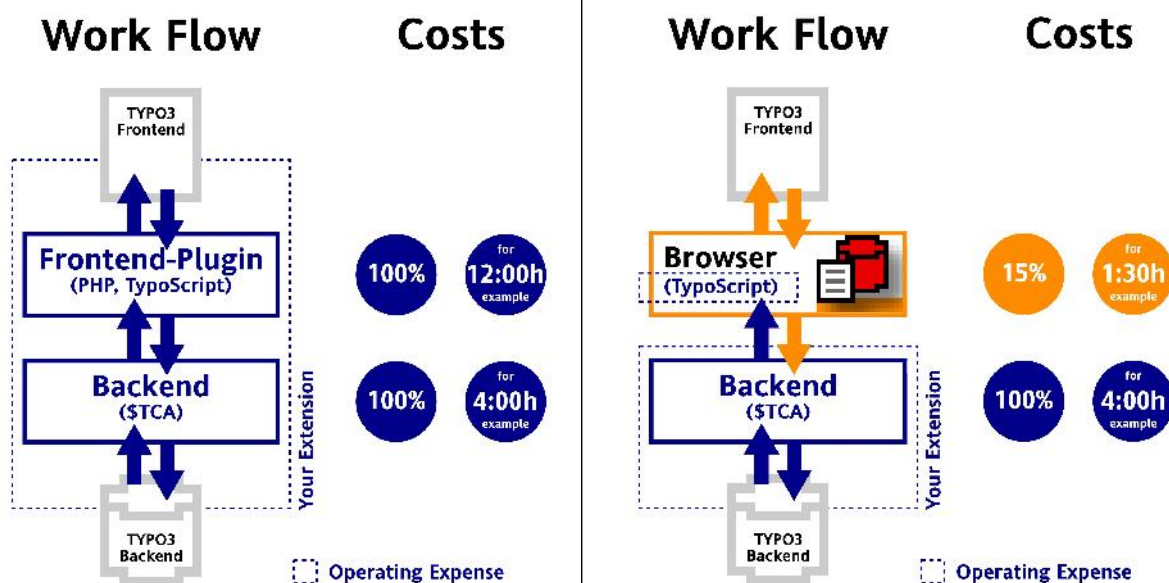 Work Flow
Costs
TYPO3
Frontend
Frontend-Plugin
(PHP, TypoScript)
100%
for
12:00h
example
Backend
($TCA)
100%
for
4:00h
example
Your Extension
TYPO3
Backend
Operating Expense
Work Flow
Costs
TYPO3
Frontend
Browser
(TypoScript)
15%
for
1:30h
example
Backend
($TCA)
100%
for
4:00h
example
Your Extension
TYPO3
Backend
Operating Expense